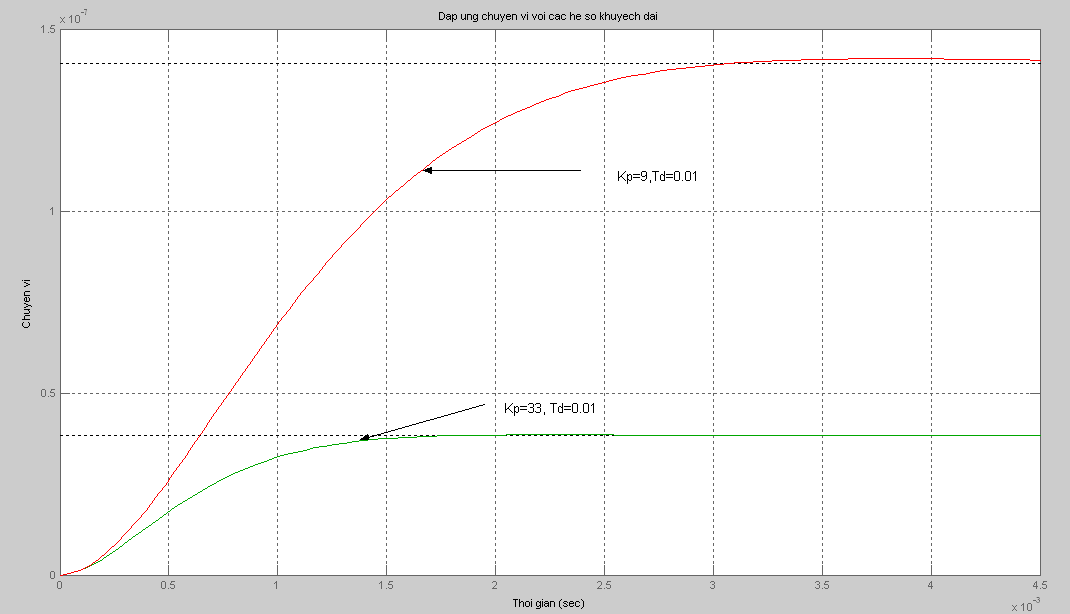 Dap ung chuyen vi voi cac he so khuyech dai
x 10⁻⁷
1.5
1
0.5
0
Chuyen vi
Kp=9,Td=0.01
Kp=33, Td=0.01
0 0.5 1 1.5 2 2.5 3 3.5 4 4.5
Thoi gian (sec)
x 10⁻³